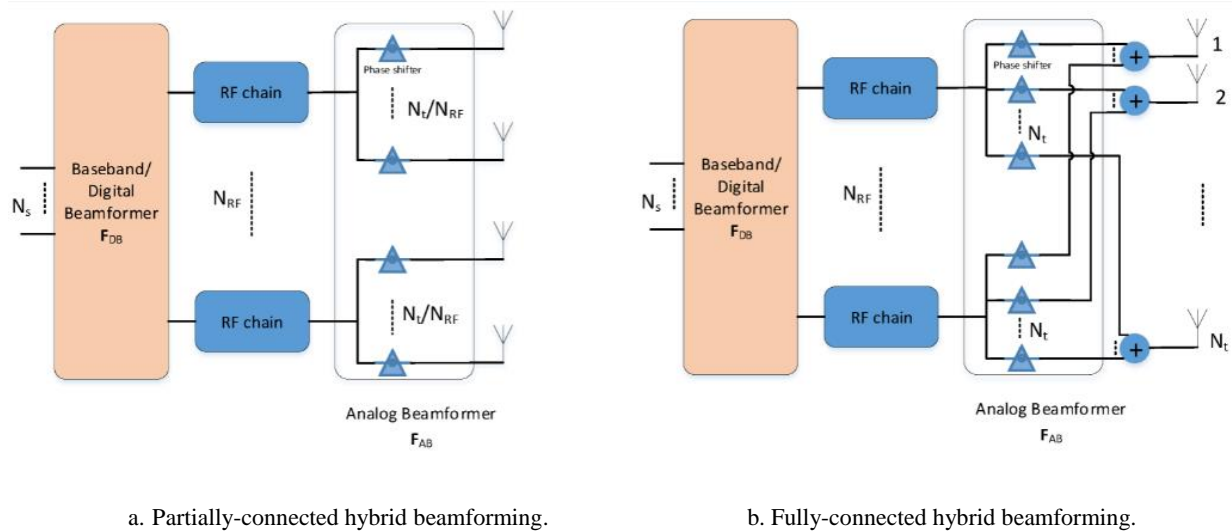 N_s
Baseband/
Digital
Beamformer
F_DB
RF chain
N_RF
RF chain
Phase shifter
N_t/N_RF
N_t/N_RF
Analog Beamformer
F_AB
a. Partially-connected hybrid beamforming.
N_s
Baseband/
Digital
Beamformer
F_DB
RF chain
N_RF
RF chain
Phase shifter
N_t
N_t
+
+
+
1
2
N_t
Analog Beamformer
F_AB
b. Fully-connected hybrid beamforming.